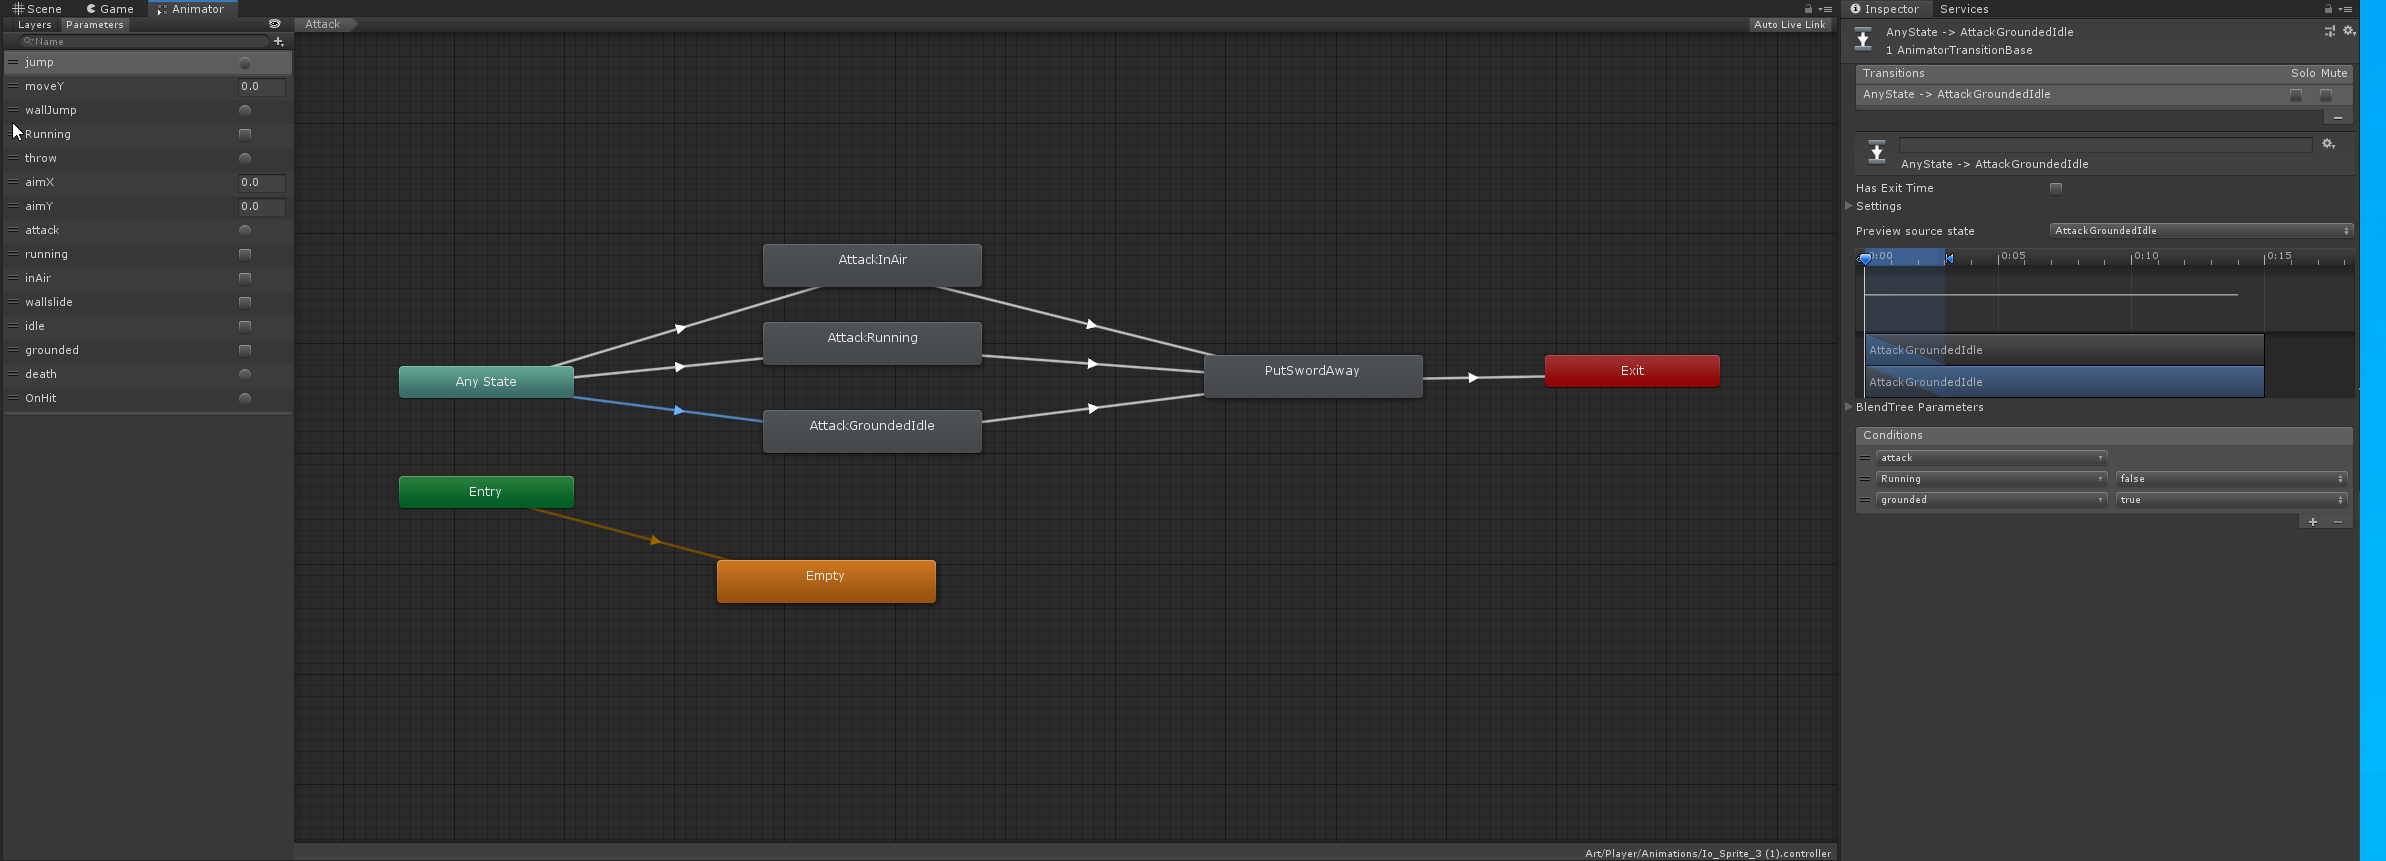 Scene Game Animator
Layers Parameters
Name
jump
moveY 0.0
wallJump
Running
throw
aimX 0.0
aimY 0.0
attack
running
inAir
wallslide
idle
grounded
death
OnHit
Attack
Auto Live Link
AttackInAir
AttackRunning
Any State
AttackGroundedIdle
PutSwordAway
Exit
Entry
Empty
Art/Player/Animations/Io_Sprite_3 (1).controller
Inspector Services
AnyState -> AttackGroundedIdle
1 AnimatorTransitionBase
Transitions Solo Mute
AnyState -> AttackGroundedIdle
AnyState -> AttackGroundedIdle
Has Exit Time
Settings
Preview source state AttackGroundedIdle
0:00 0:05 0:10 0:15
AttackGroundedIdle
AttackGroundedIdle
BlendTree Parameters
Conditions
attack
Running false
grounded true